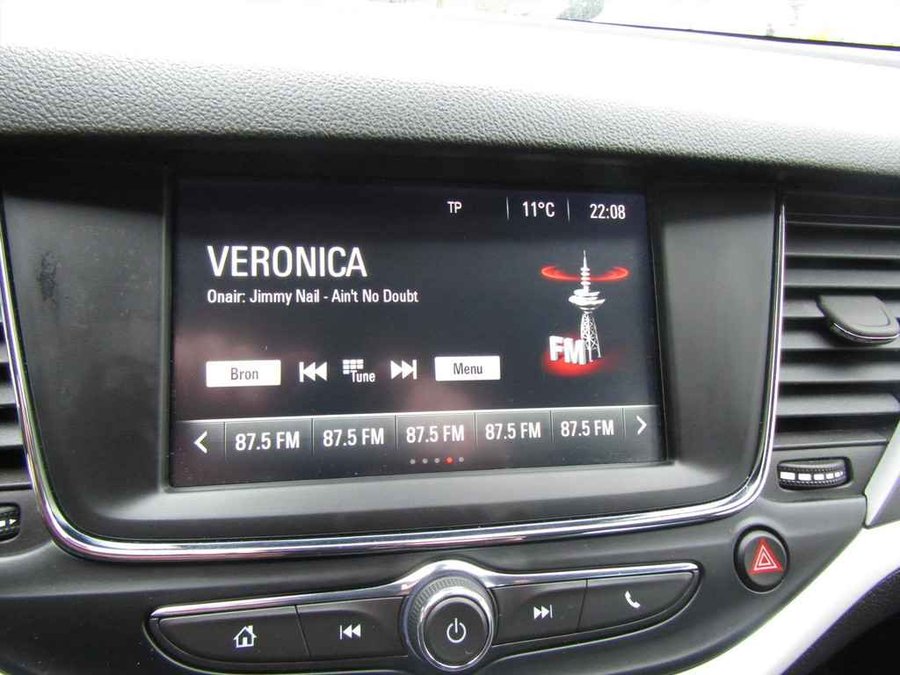 TP 11°C 22:08
VERONICA
Onair: Jimmy Nail - Ain't No Doubt
FM
Bron Tune Menu
87.5 FM 87.5 FM 87.5 FM 87.5 FM 87.5 FM